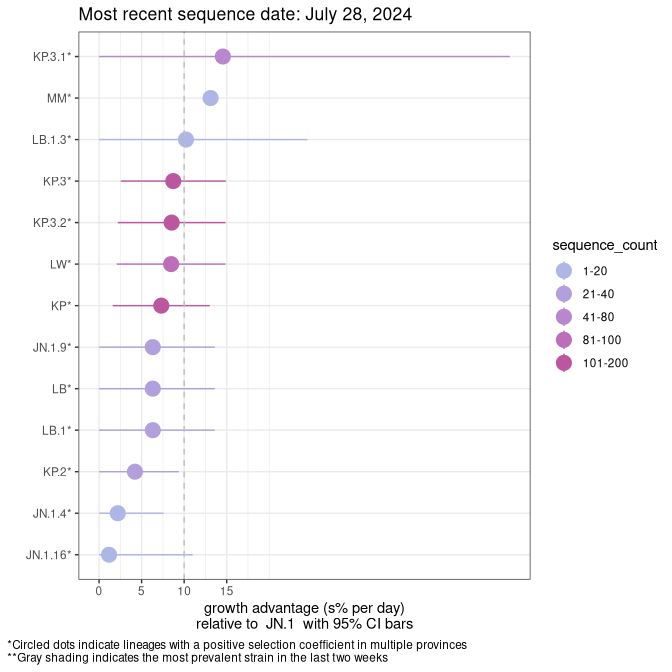 Most recent sequence date: July 28, 2024
KP.3.1*
MM*
LB.1.3*
KP.3*
KP.3.2*
LW*
KP*
JN.1.9*
LB*
LB.1*
KP.2*
JN.1.4*
JN.1.16*
0 5 10 15
growth advantage (s% per day)
relative to JN.1 with 95% CI bars
sequence_count
1-20
21-40
41-80
81-100
101-200
*Circled dots indicate lineages with a positive selection coefficient in multiple provinces
**Gray shading indicates the most prevalent strain in the last two weeks